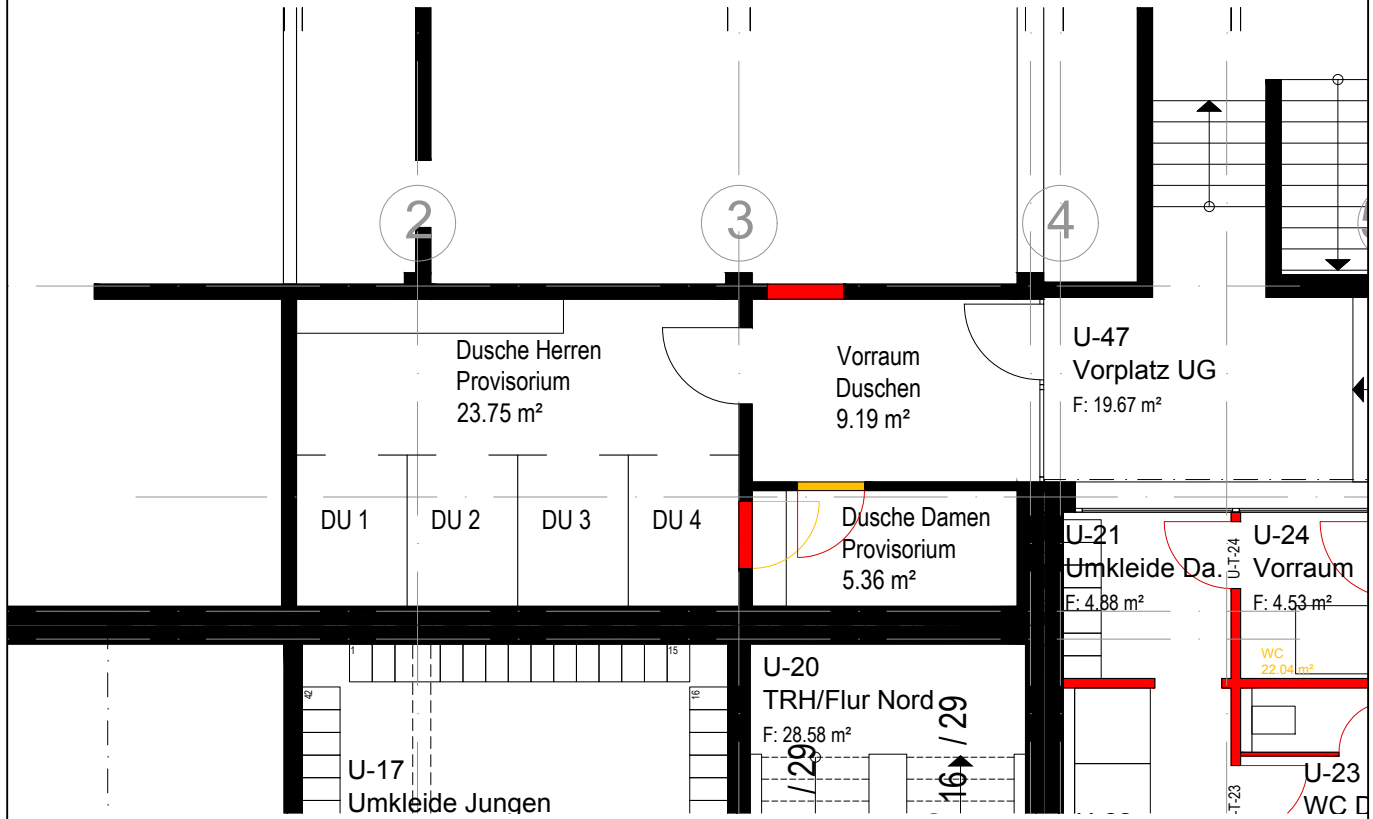 2
3
4
Dusche Herren
Provisorium
23.75 m²
Vorraum
Duschen
9.19 m²
U-47
Vorplatz UG
F: 19.67 m²
DU 1
DU 2
DU 3
DU 4
Dusche Damen
Provisorium
5.36 m²
U-21
Umkleide Da.
F: 4.88 m²
U-T-24
U-24
Vorraum
F: 4.53 m²
WC
22.04 m²
1
15
42
16
U-17
Umkleide Jungen
U-20
TRH/Flur Nord
F: 28.58 m²
/ 29
16 / 29
U-23
WC D